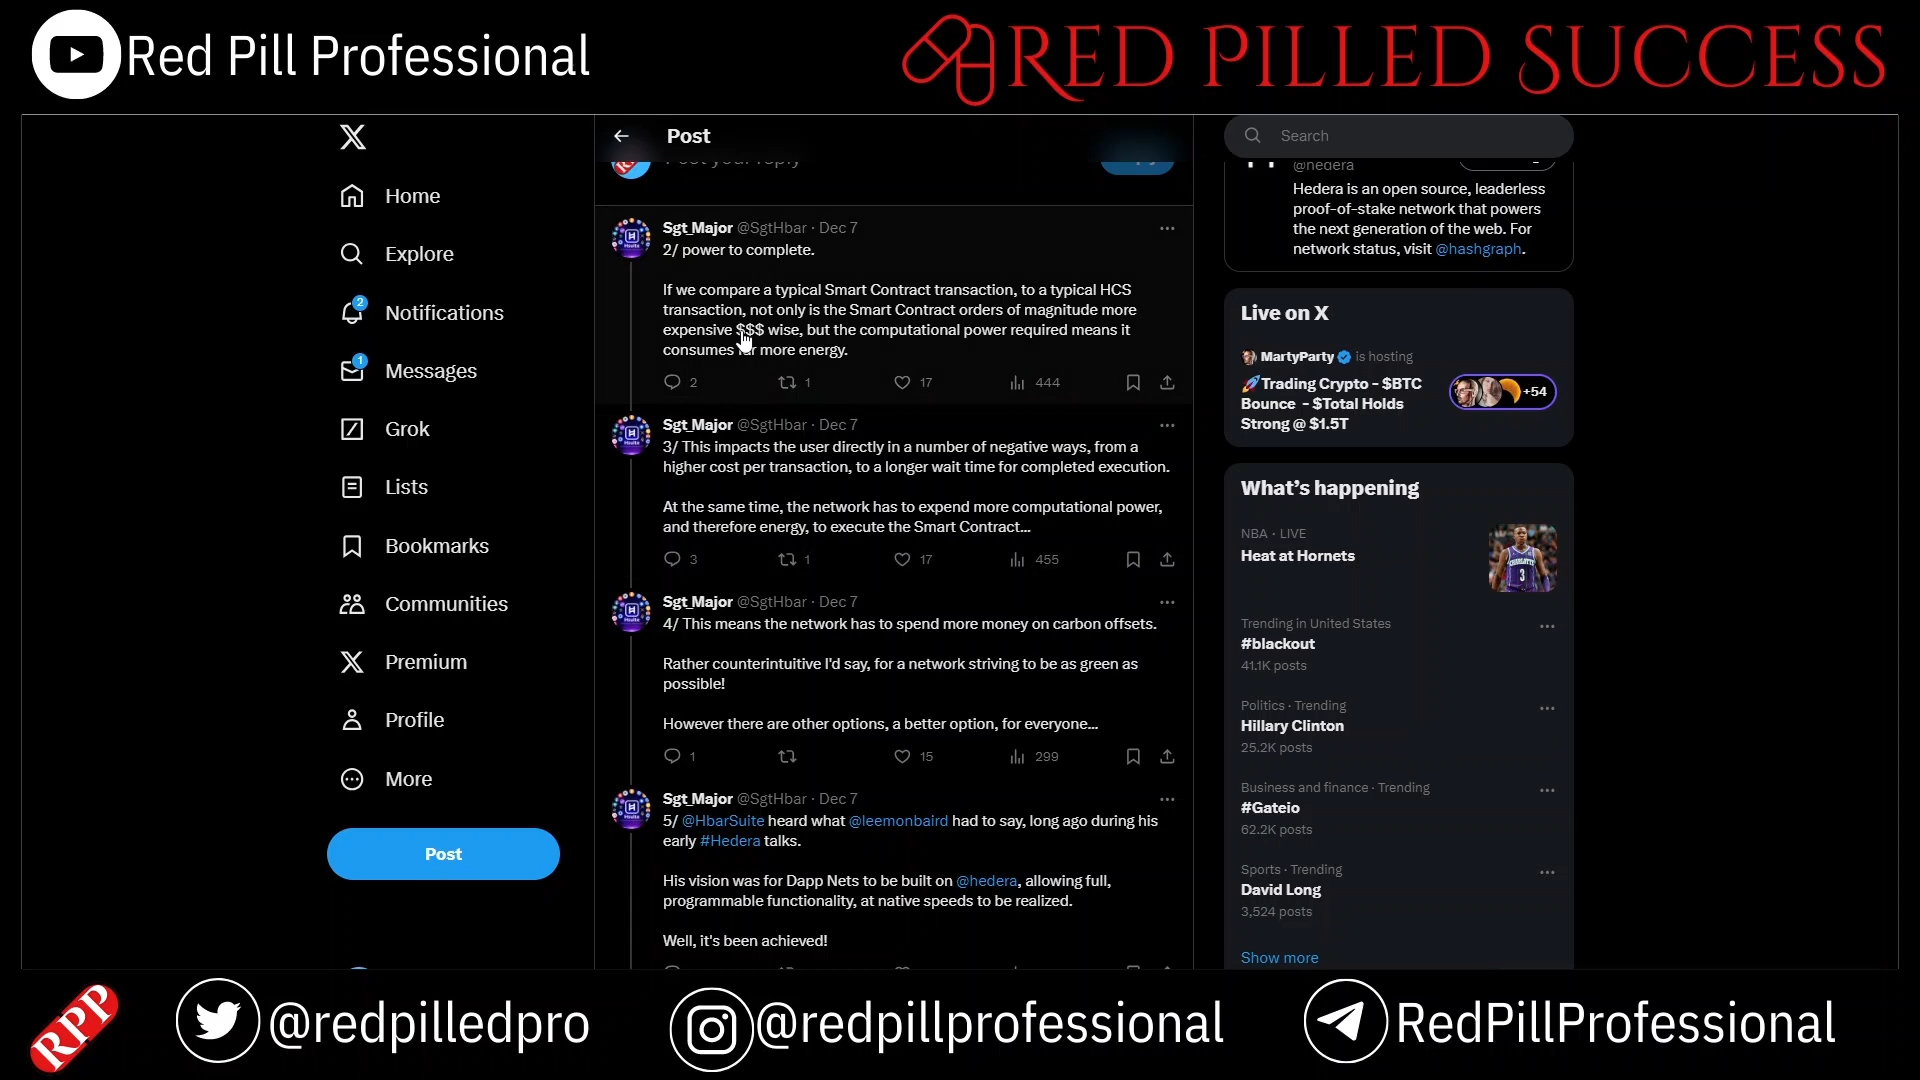 Red Pill Professional
RED PILLED SUCCESS
Home
Explore
2
Notifications
1
Messages
Grok
Lists
Bookmarks
Communities
Premium
Profile
More
Post
Post
Sgt_Major @SgtHbar · Dec 7
2/ power to complete.
If we compare a typical Smart Contract transaction, to a typical HCS
transaction, not only is the Smart Contract orders of magnitude more
expensive $$$ wise, but the computational power required means it
consumes far more energy.
2 1 17 444
Sgt_Major @SgtHbar · Dec 7
3/ This impacts the user directly in a number of negative ways, from a
higher cost per transaction, to a longer wait time for completed execution.
At the same time, the network has to expend more computational power,
and therefore energy, to execute the Smart Contract...
3 1 17 455
Sgt_Major @SgtHbar · Dec 7
4/ This means the network has to spend more money on carbon offsets.
Rather counterintuitive I'd say, for a network striving to be as green as
possible!
However there are other options, a better option, for everyone...
1 15 299
Sgt_Major @SgtHbar · Dec 7
5/ @HbarSuite heard what @leemonbaird had to say, long ago during his
early #Hedera talks.
His vision was for Dapp Nets to be built on @hedera, allowing full,
programmable functionality, at native speeds to be realized.
Well, it's been achieved!
Search
@hedera
Hedera is an open source, leaderless
proof-of-stake network that powers
the next generation of the web. For
network status, visit @hashgraph.
Live on X
MartyParty is hosting
🚀Trading Crypto - $BTC
Bounce - $Total Holds
Strong @ $1.5T
+54
What's happening
NBA · LIVE
Heat at Hornets
Trending in United States
#blackout
41.1K posts
Politics · Trending
Hillary Clinton
25.2K posts
Business and finance · Trending
#Gateio
62.2K posts
Sports · Trending
David Long
3,524 posts
Show more
RPP
@redpilledpro
@redpillprofessional
RedPillProfessional